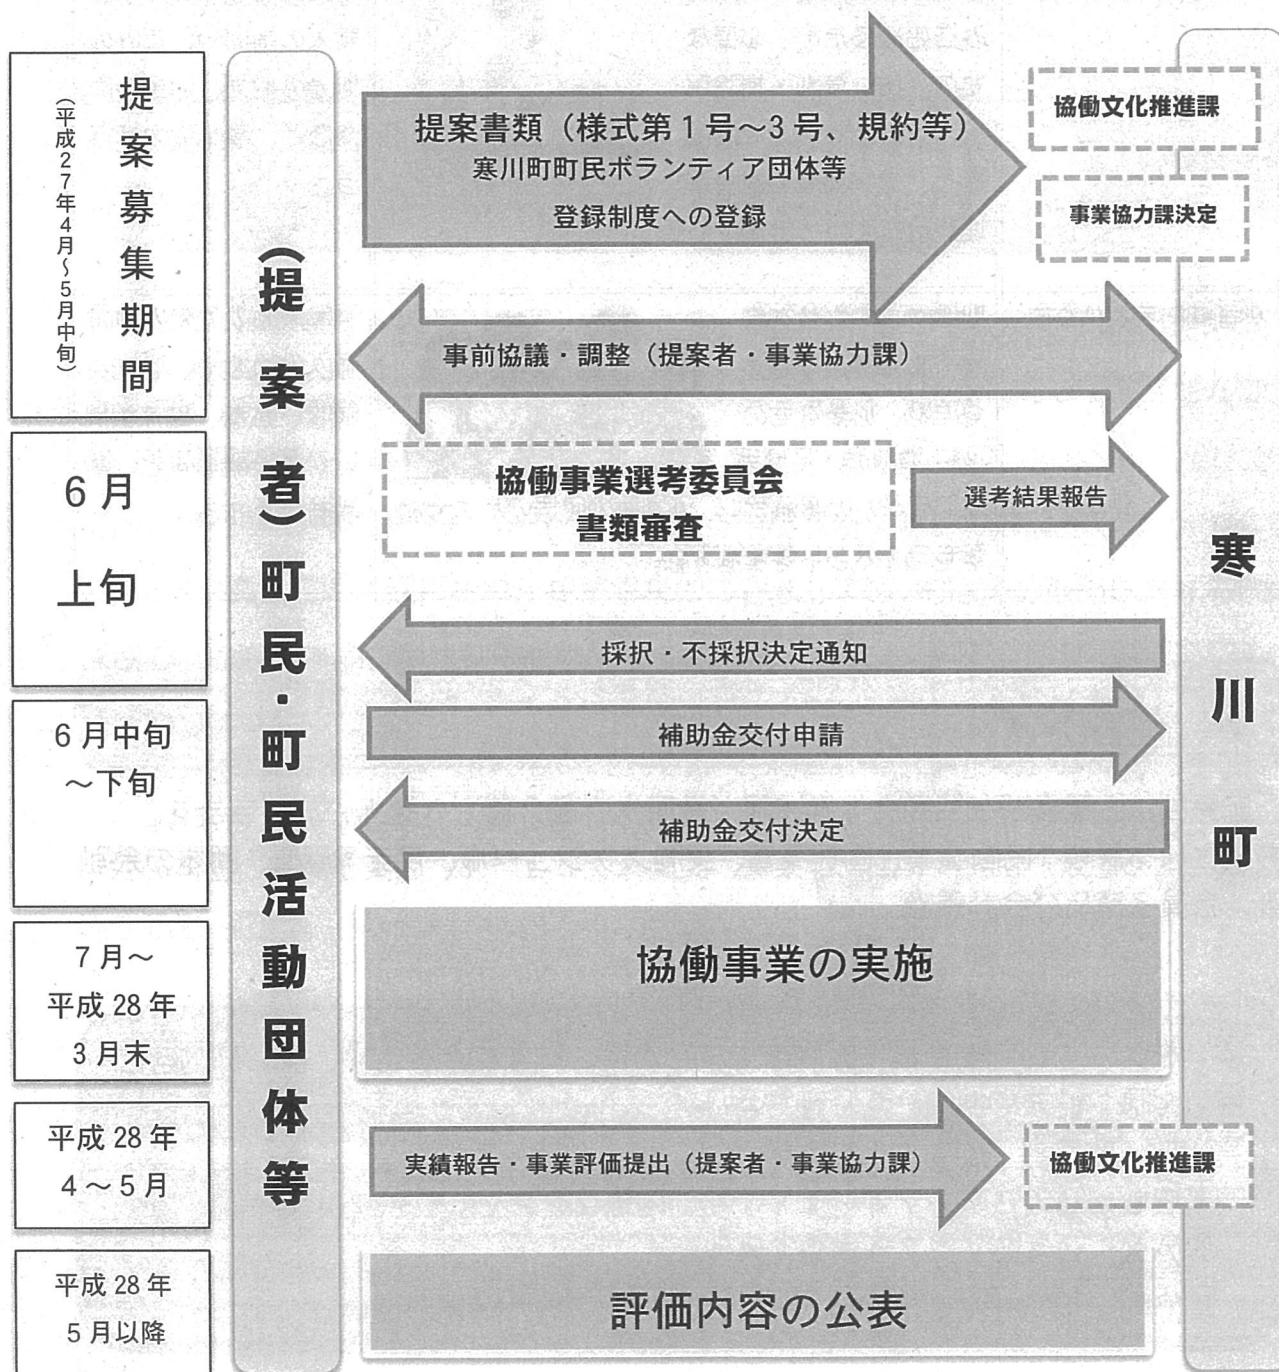 提案募集期間
（平成２７年４月～５月中旬）
6 月
上旬
6 月中旬
～下旬
7 月～
平成 28 年
3 月末
平成 28 年
4 ～ 5 月
平成 28 年
5 月以降
（提案者）町民・町民活動団体等
提案書類（様式第 1 号～3 号、規約等）
寒川町町民ボランティア団体等
登録制度への登録
協働文化推進課
事業協力課決定
事前協議・調整（提案者・事業協力課）
協働事業選考委員会
書類審査
選考結果報告
採択・不採択決定通知
補助金交付申請
補助金交付決定
協働事業の実施
実績報告・事業評価提出（提案者・事業協力課）
協働文化推進課
評価内容の公表
寒川町